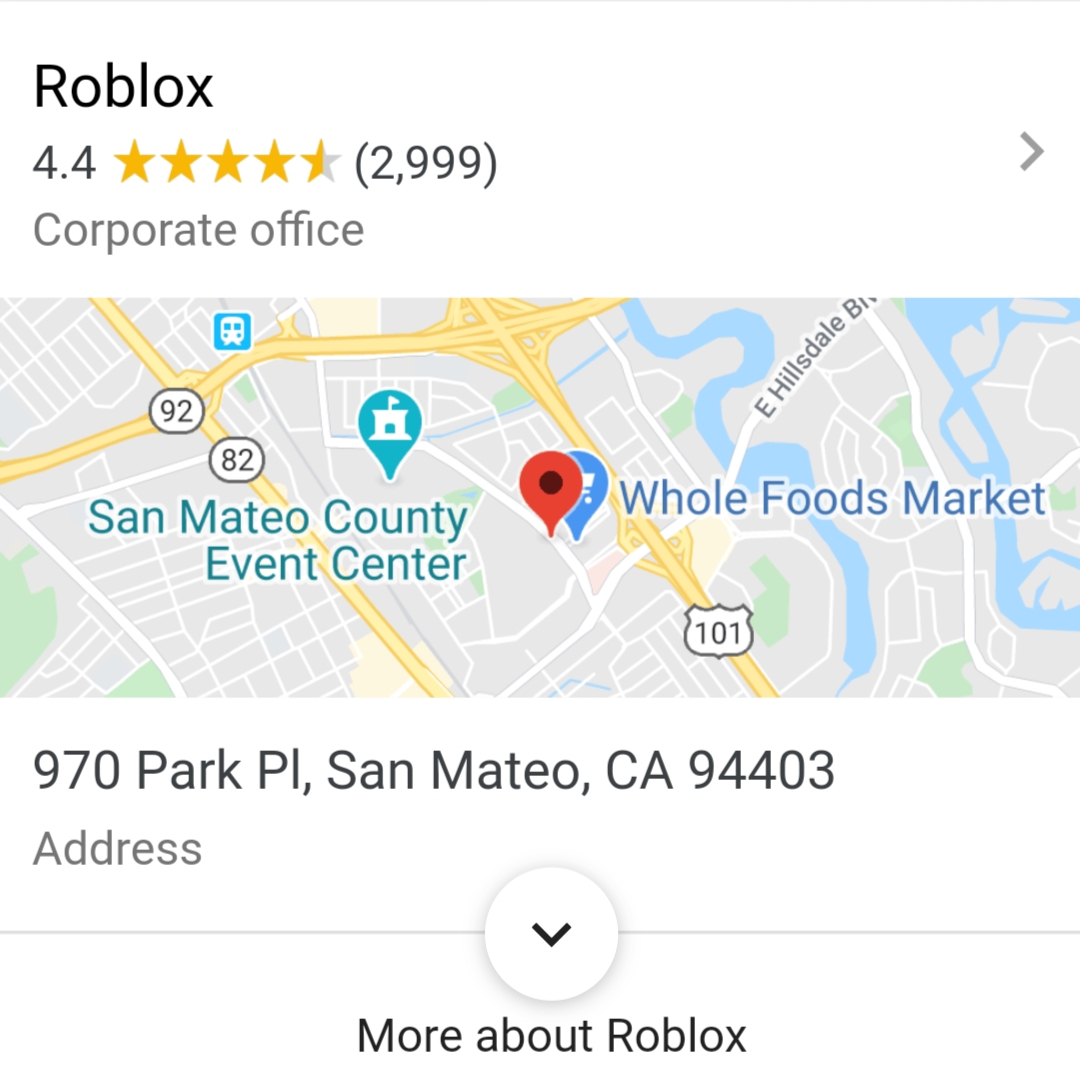 Roblox
4.4 (2,999)
Corporate office
E Hillsdale Bl
92
82
San Mateo County
Event Center
Whole Foods Market
101
970 Park Pl, San Mateo, CA 94403
Address
More about Roblox